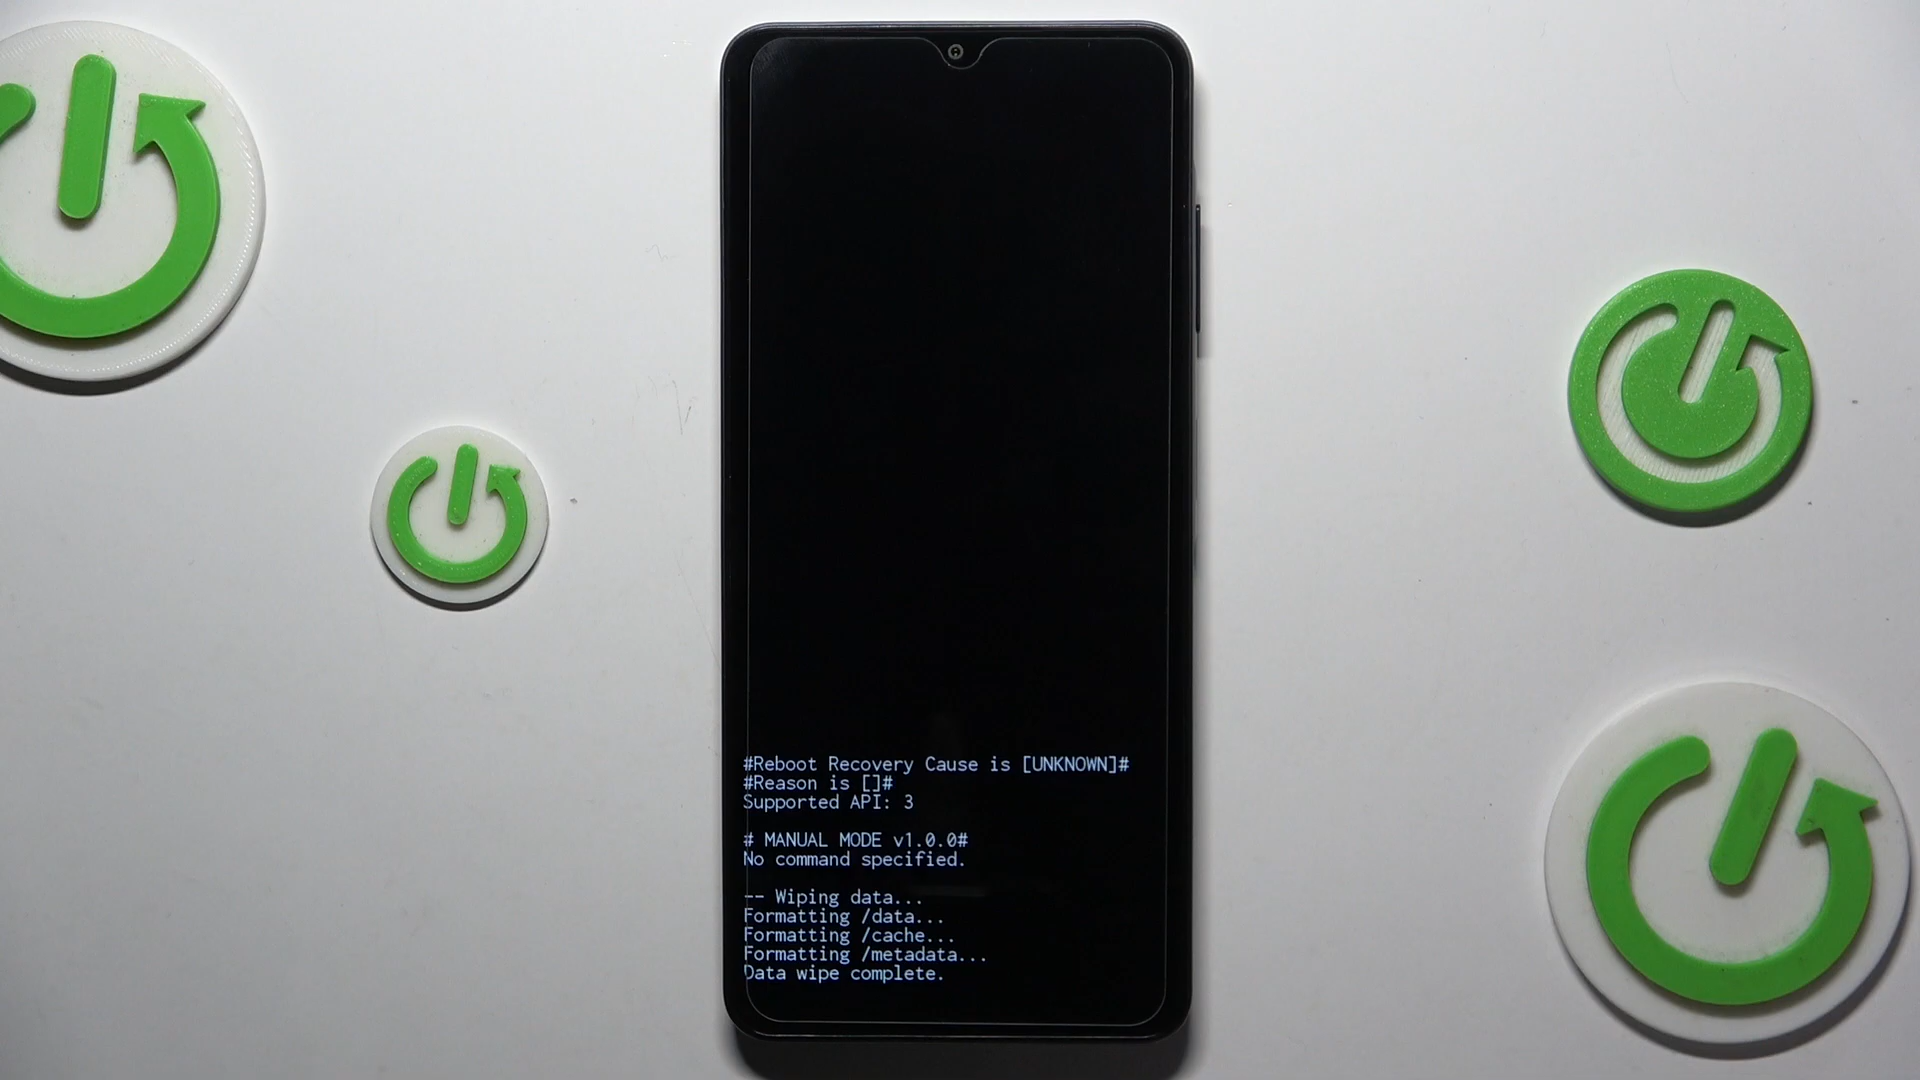 #Reboot Recovery Cause is [UNKNOWN]#
#Reason is []#
Supported API: 3
# MANUAL MODE v1.0.0#
No command specified.
-- Wiping data...
Formatting /data...
Formatting /cache...
Formatting /metadata...
Data wipe complete.